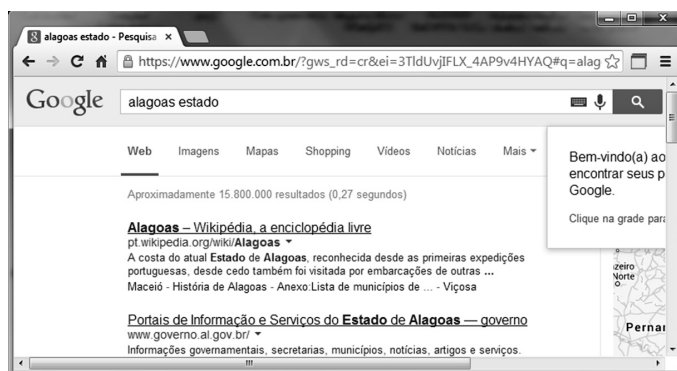 alagoas estado - Pesquisa
https://www.google.com.br/?gws_rd=cr&ei=3TldUvjIFLX_4AP9v4HYAQ#q=alag
Google
alagoas estado
Web Imagens Mapas Shopping Vídeos Notícias Mais
Aproximadamente 15.800.000 resultados (0,27 segundos)
Alagoas – Wikipédia, a enciclopédia livre
pt.wikipedia.org/wiki/Alagoas
A costa do atual Estado de Alagoas, reconhecida desde as primeiras expedições
portuguesas, desde cedo também foi visitada por embarcações de outras ...
Maceió - História de Alagoas - Anexo:Lista de municípios de ... - Viçosa
Portais de Informação e Serviços do Estado de Alagoas — governo
www.governo.al.gov.br/
Informações governamentais, secretarias, municípios, notícias, artigos e serviços.
Bem-vindo(a) ao
encontrar seus p
Google.
Clique na grade para
zeiro
Norte
Pernar